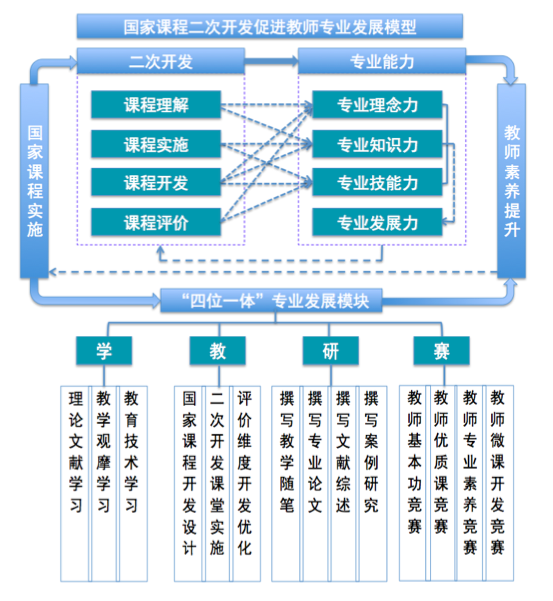 国家课程二次开发促进教师专业发展模型
二次开发
专业能力
国家课程实施
课程理解
课程实施
课程开发
课程评价
专业理念力
专业知识力
专业技能力
专业发展力
教师素养提升
“四位一体”专业发展模块
学
教
研
赛
理论文献学习
教学观摩学习
教育技术学习
国家课程开发设计
二次开发课堂实施
评价维度开发优化
撰写教学随笔
撰写专业论文
撰写文献综述
撰写案例研究
教师基本功竞赛
教师优质课竞赛
教师专业素养竞赛
教师微课开发竞赛